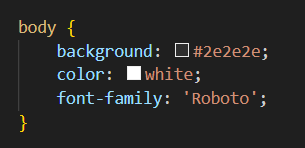 body {
    background: #2e2e2e;
    color: white;
    font-family: 'Roboto';
}